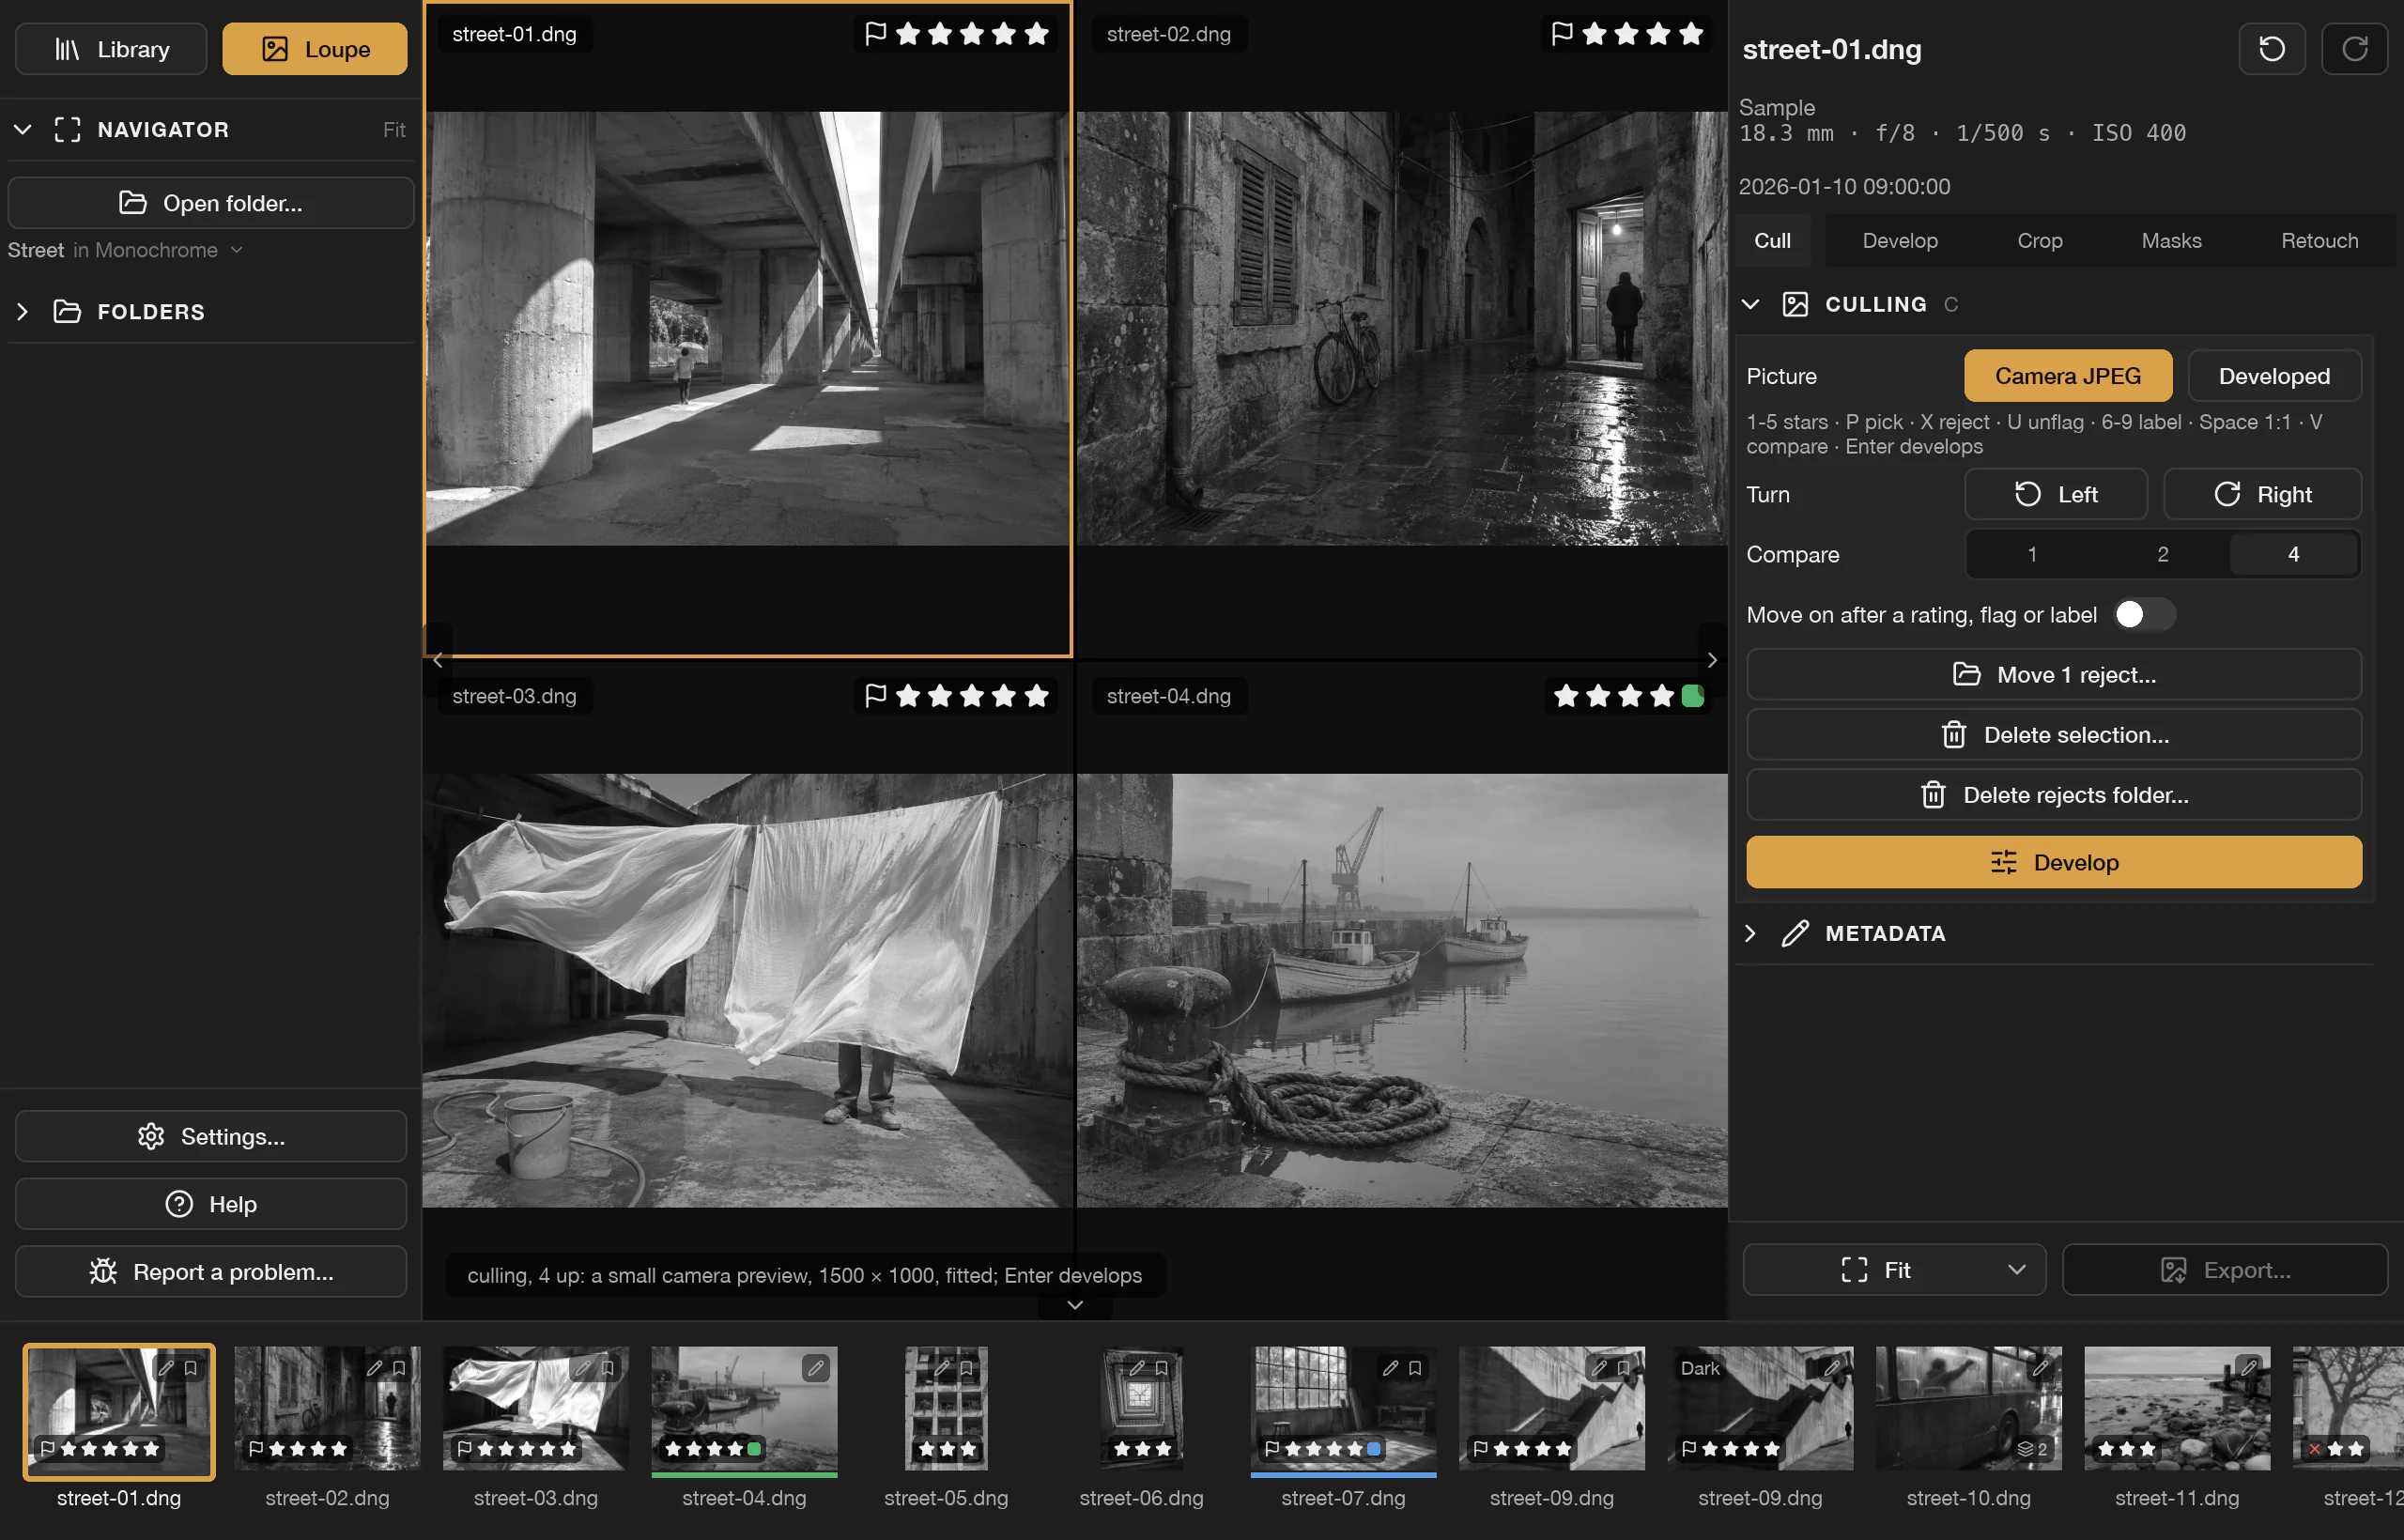 Library
Loupe
NAVIGATOR
Fit
Open folder...
Street in Monochrome
FOLDERS
Settings...
Help
Report a problem...
street-01.dng
street-02.dng
street-03.dng
street-04.dng
culling, 4 up: a small camera preview, 1500 × 1000, fitted; Enter develops
street-01.dng
Sample
18.3 mm · f/8 · 1/500 s · ISO 400
2026-01-10 09:00:00
Cull
Develop
Crop
Masks
Retouch
CULLING C
Picture
Camera JPEG
Developed
1-5 stars · P pick · X reject · U unflag · 6-9 label · Space 1:1 · V
compare · Enter develops
Turn
Left
Right
Compare
1
2
4
Move on after a rating, flag or label
Move 1 reject...
Delete selection...
Delete rejects folder...
Develop
METADATA
Fit
Export...
Dark
2
street-01.dng
street-02.dng
street-03.dng
street-04.dng
street-05.dng
street-06.dng
street-07.dng
street-09.dng
street-09.dng
street-10.dng
street-11.dng
street-12